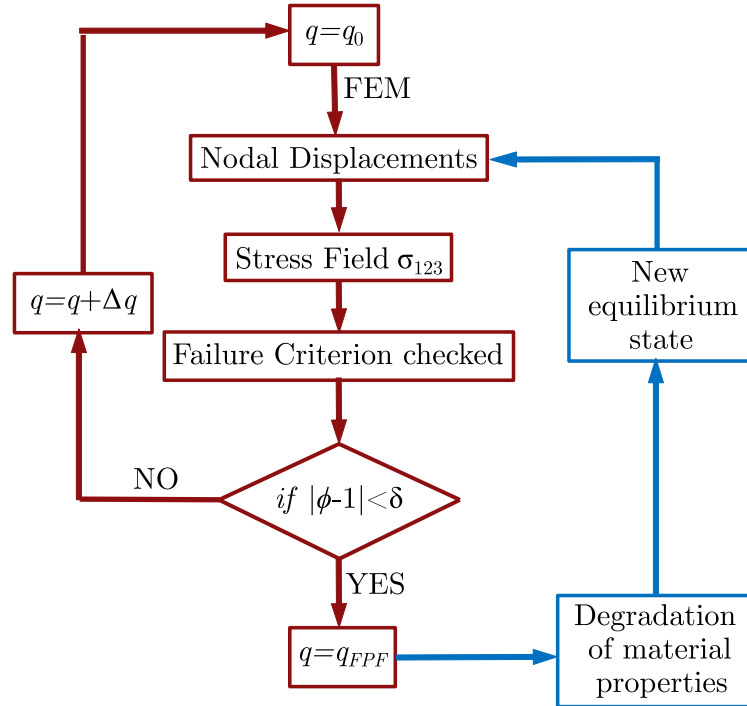 q=q₀
FEM
Nodal Displacements
Stress Field σ₁₂₃
q=q+Δq
New
equilibrium
state
Failure Criterion checked
NO
if |ϕ-1|<δ
YES
q=q_FPF
Degradation
of material
properties